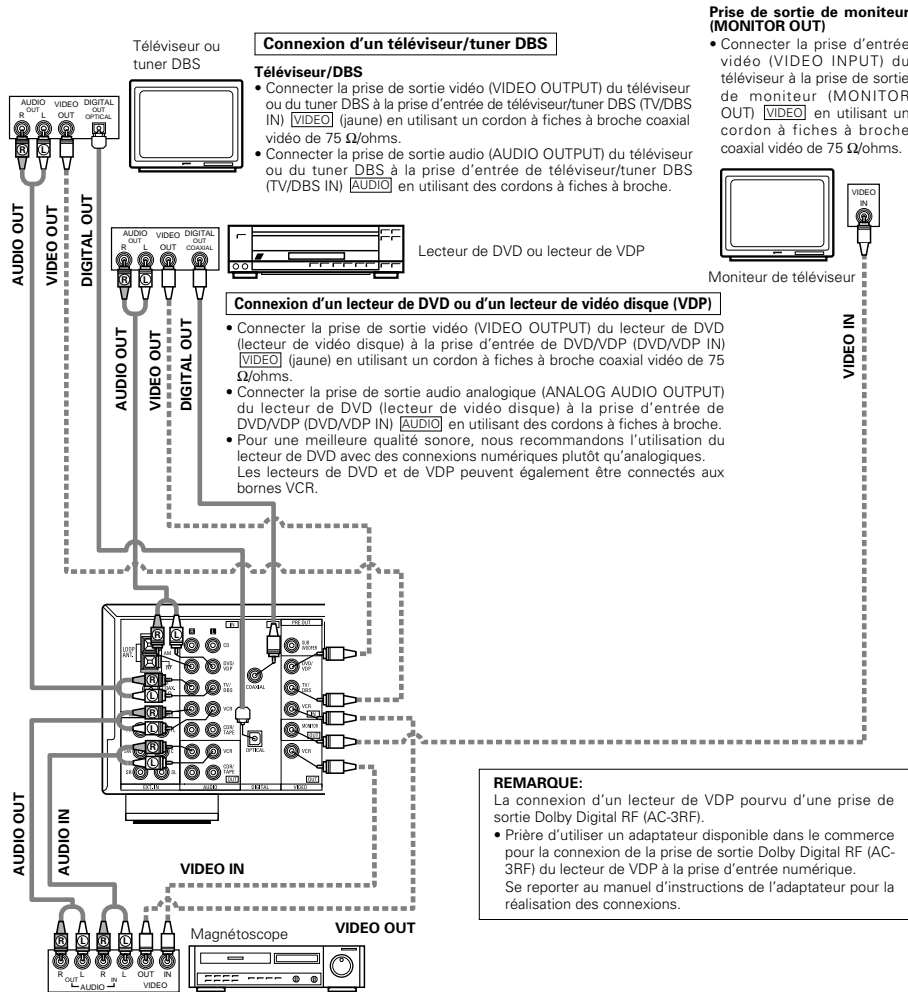 Téléviseur ou
tuner DBS
AUDIO
OUT
R L
VIDEO
OUT
DIGITAL
OUT
OPTICAL
R L
AUDIO OUT
VIDEO OUT
DIGITAL OUT
Connexion d'un téléviseur/tuner DBS
Téléviseur/DBS
• Connecter la prise de sortie vidéo (VIDEO OUTPUT) du téléviseur
ou du tuner DBS à la prise d'entrée de téléviseur/tuner DBS (TV/DBS
IN) VIDEO (jaune) en utilisant un cordon à fiches à broche coaxial
vidéo de 75 Ω/ohms.
• Connecter la prise de sortie audio (AUDIO OUTPUT) du téléviseur
ou du tuner DBS à la prise d'entrée de téléviseur/tuner DBS
(TV/DBS IN) AUDIO en utilisant des cordons à fiches à broche.
Prise de sortie de moniteur
(MONITOR OUT)
• Connecter la prise d'entrée
vidéo (VIDEO INPUT) du
téléviseur à la prise de sortie
de moniteur (MONITOR
OUT) VIDEO en utilisant un
cordon à fiches à broche
coaxial vidéo de 75 Ω/ohms.
VIDEO
IN
Moniteur de téléviseur
VIDEO IN
AUDIO
OUT
R L
VIDEO
OUT
DIGITAL
OUT
COAXIAL
R L
Lecteur de DVD ou lecteur de VDP
AUDIO OUT
VIDEO OUT
DIGITAL OUT
Connexion d'un lecteur de DVD ou d'un lecteur de vidéo disque (VDP)
• Connecter la prise de sortie vidéo (VIDEO OUTPUT) du lecteur de DVD
(lecteur de vidéo disque) à la prise d'entrée de DVD/VDP (DVD/VDP IN)
VIDEO (jaune) en utilisant un cordon à fiches à broche coaxial vidéo de 75
Ω/ohms.
• Connecter la prise de sortie audio analogique (ANALOG AUDIO OUTPUT)
du lecteur de DVD (lecteur de vidéo disque) à la prise d'entrée de
DVD/VDP (DVD/VDP IN) AUDIO en utilisant des cordons à fiches à broche.
• Pour une meilleure qualité sonore, nous recommandons l'utilisation du
lecteur de DVD avec des connexions numériques plutôt qu'analogiques.
Les lecteurs de DVD et de VDP peuvent également être connectés aux
bornes VCR.
R L
R L IN
PRE OUT
LOOP
ANT.
AM
CD
SUB
WOOFER
DVD/
VDP
DVD/
VDP
R
TV/
DBS
COAXIAL
TV/
DBS
L
R
VCR
VCR
IN
L
CDR/
TAPE
MONITOR
OUT
R
VCR
OPTICAL
VCR
L
SR SL
CDR/
TAPE
OUT
OUT
EXT. IN
AUDIO
DIGITAL
VIDEO
AUDIO OUT
AUDIO IN
VIDEO IN
VIDEO OUT
REMARQUE:
La connexion d'un lecteur de VDP pourvu d'une prise de
sortie Dolby Digital RF (AC-3RF).
• Prière d'utiliser un adaptateur disponible dans le commerce
pour la connexion de la prise de sortie Dolby Digital RF (AC-
3RF) du lecteur de VDP à la prise d'entrée numérique.
Se reporter au manuel d'instructions de l'adaptateur pour la
réalisation des connexions.
Magnétoscope
R L R L
R L R L OUT IN
OUT AUDIO IN VIDEO